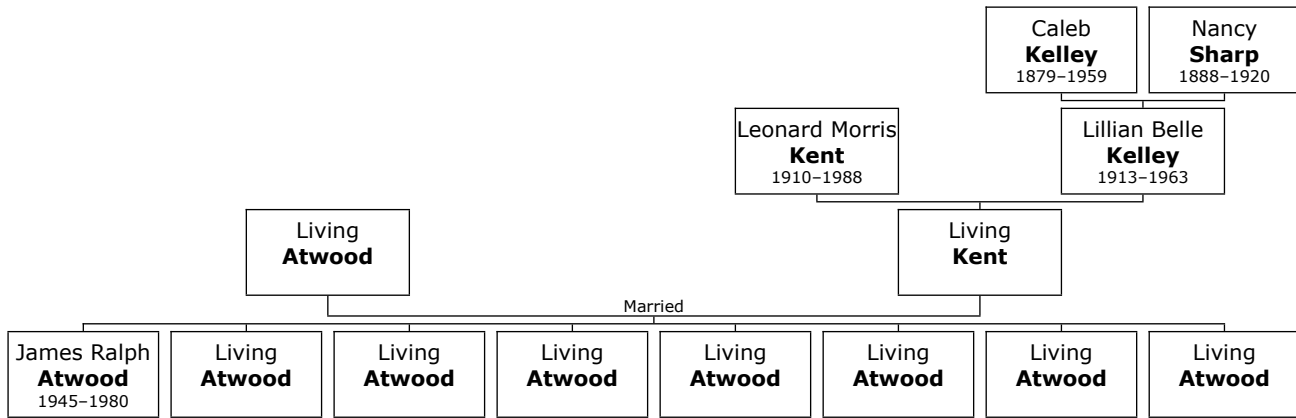 Caleb
Kelley
1879–1959
Nancy
Sharp
1888–1920
Leonard Morris
Kent
1910–1988
Lillian Belle
Kelley
1913–1963
Living
Atwood
Living
Kent
Married
James Ralph
Atwood
1945–1980
Living
Atwood
Living
Atwood
Living
Atwood
Living
Atwood
Living
Atwood
Living
Atwood
Living
Atwood